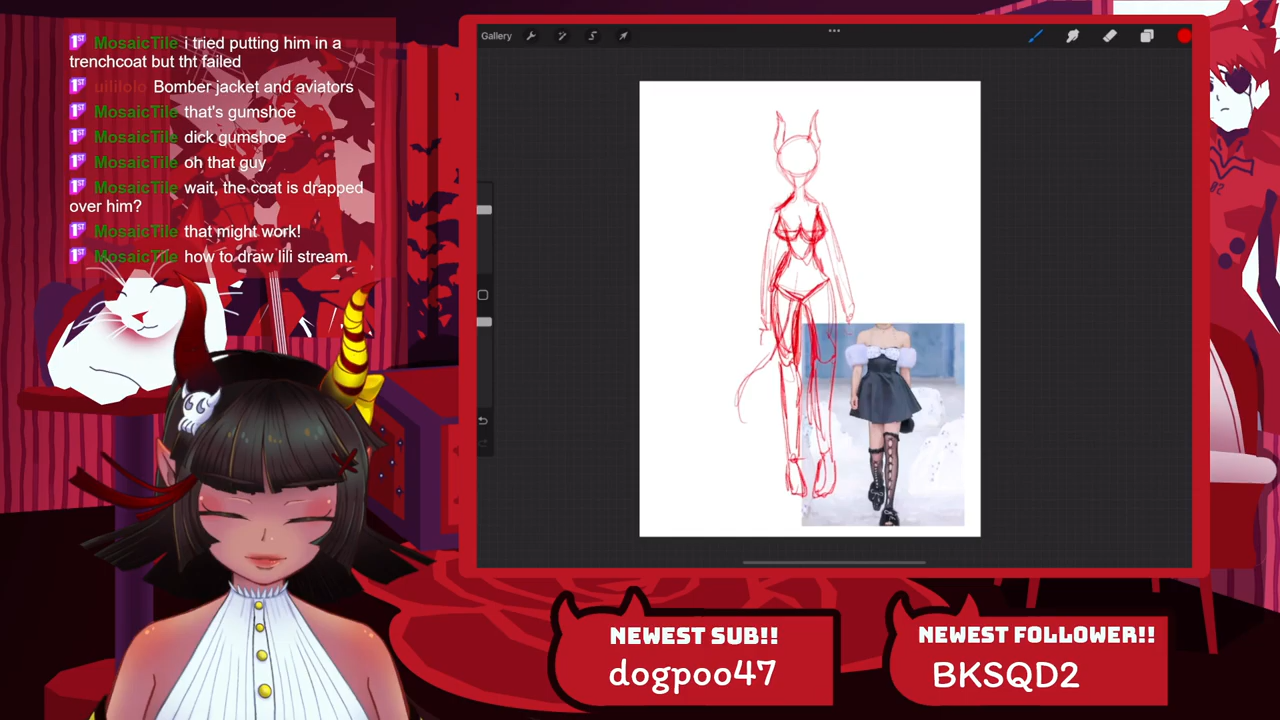 MosaicTile i tried putting him in a
trenchcoat but tht failed
uililolo Bomber jacket and aviators
MosaicTile that's gumshoe
MosaicTile dick gumshoe
MosaicTile oh that guy
MosaicTile wait, the coat is drapped
over him?
MosaicTile that might work!
MosaicTile how to draw lili stream.
Gallery
NEWEST SUB!!
dogpoo47
NEWEST FOLLOWER!!
BKSQD2